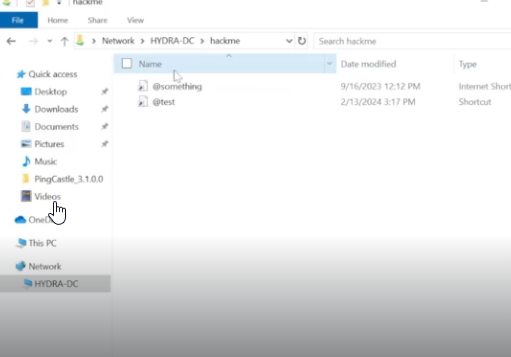 hackme
File Home Share View
Network HYDRA-DC hackme Search hackme
Name Date modified Type
Quick access
@something 9/16/2023 12:12 PM Internet Short
Desktop
@test 2/13/2024 3:17 PM Shortcut
Downloads
Documents
Pictures
Music
PingCastle_3.1.0.0
Videos
This PC
Network
HYDRA-DC